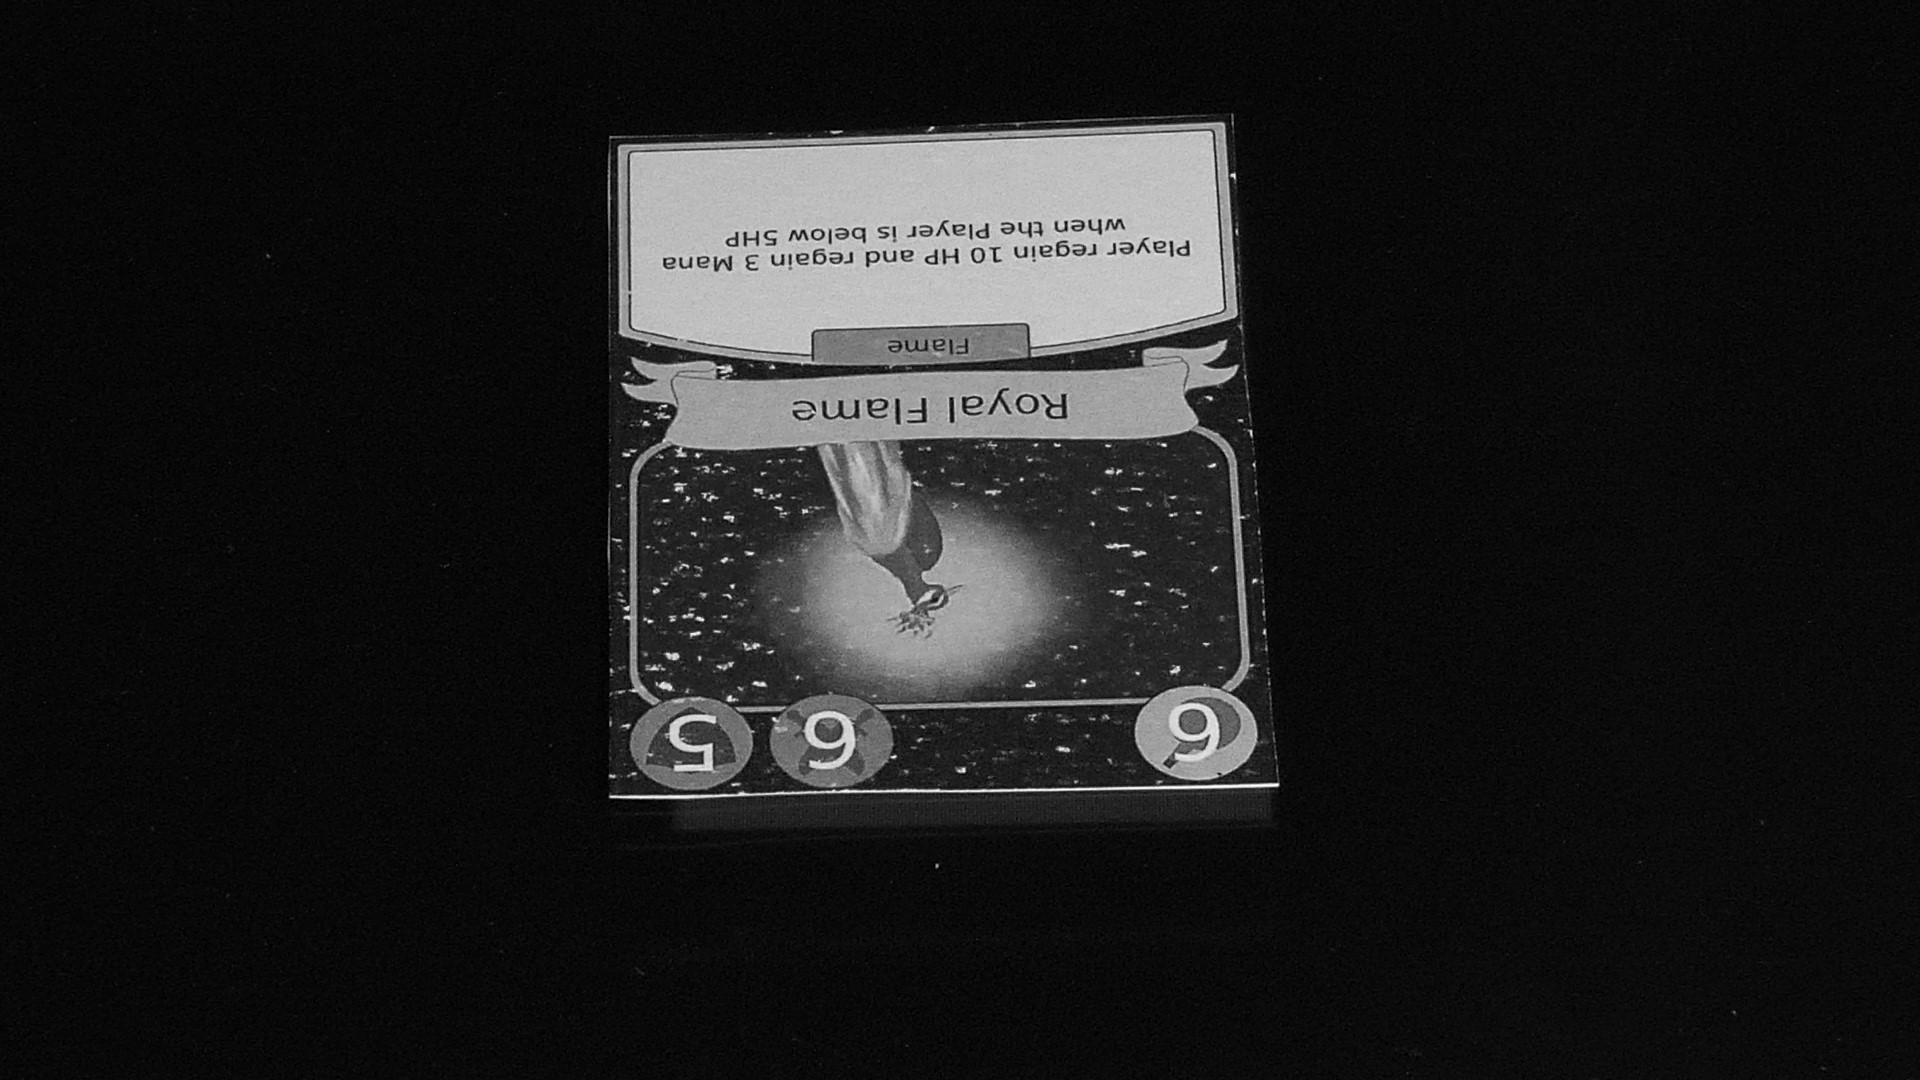 6
6
5
Royal Flame
Flame
Player regain 10 HP and regain 3 Mana
when the Player is below 5HP